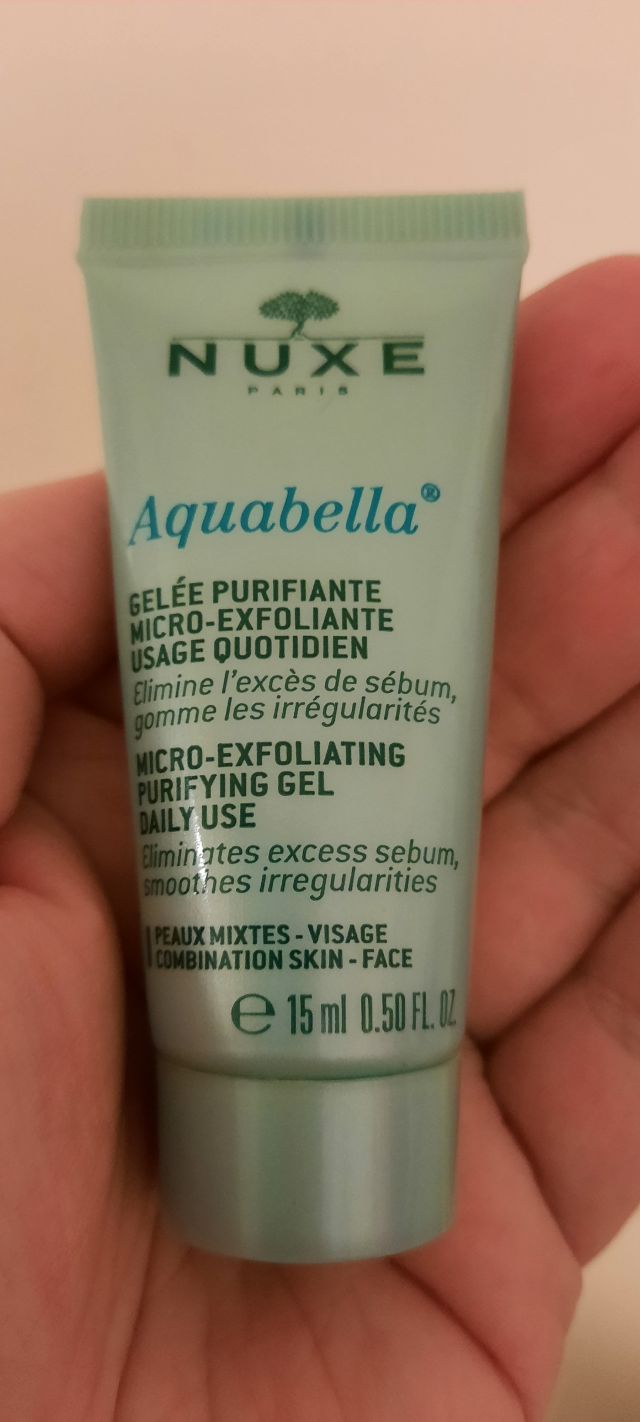 NUXE
PARIS
Aquabella®
GELÉE PURIFIANTE
MICRO-EXFOLIANTE
USAGE QUOTIDIEN
Elimine l'excès de sébum,
gomme les irrégularités
MICRO-EXFOLIATING
PURIFYING GEL
DAILY USE
Eliminates excess sebum,
smoothes irregularities
PEAUX MIXTES - VISAGE
COMBINATION SKIN - FACE
℮ 15 ml 0.50 FL. OZ.